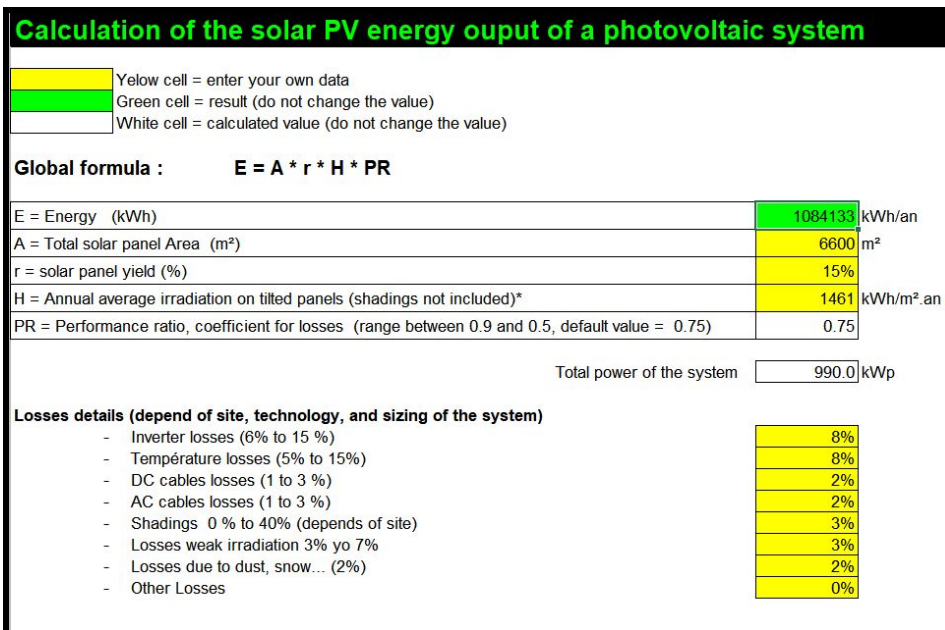 Calculation of the solar PV energy ouput of a photovoltaic system
Yelow cell = enter your own data
Green cell = result (do not change the value)
White cell = calculated value (do not change the value)
Global formula : E = A * r * H * PR
E = Energy (kWh) 1084133 kWh/an
A = Total solar panel Area (m²) 6600 m²
r = solar panel yield (%) 15%
H = Annual average irradiation on tilted panels (shadings not included)* 1461 kWh/m².an
PR = Performance ratio, coefficient for losses (range between 0.9 and 0.5, default value = 0.75) 0.75
Total power of the system 990.0 kWp
Losses details (depend of site, technology, and sizing of the system)
- Inverter losses (6% to 15 %) 8%
- Température losses (5% to 15%) 8%
- DC cables losses (1 to 3 %) 2%
- AC cables losses (1 to 3 %) 2%
- Shadings 0 % to 40% (depends of site) 3%
- Losses weak irradiation 3% yo 7% 3%
- Losses due to dust, snow... (2%) 2%
- Other Losses 0%